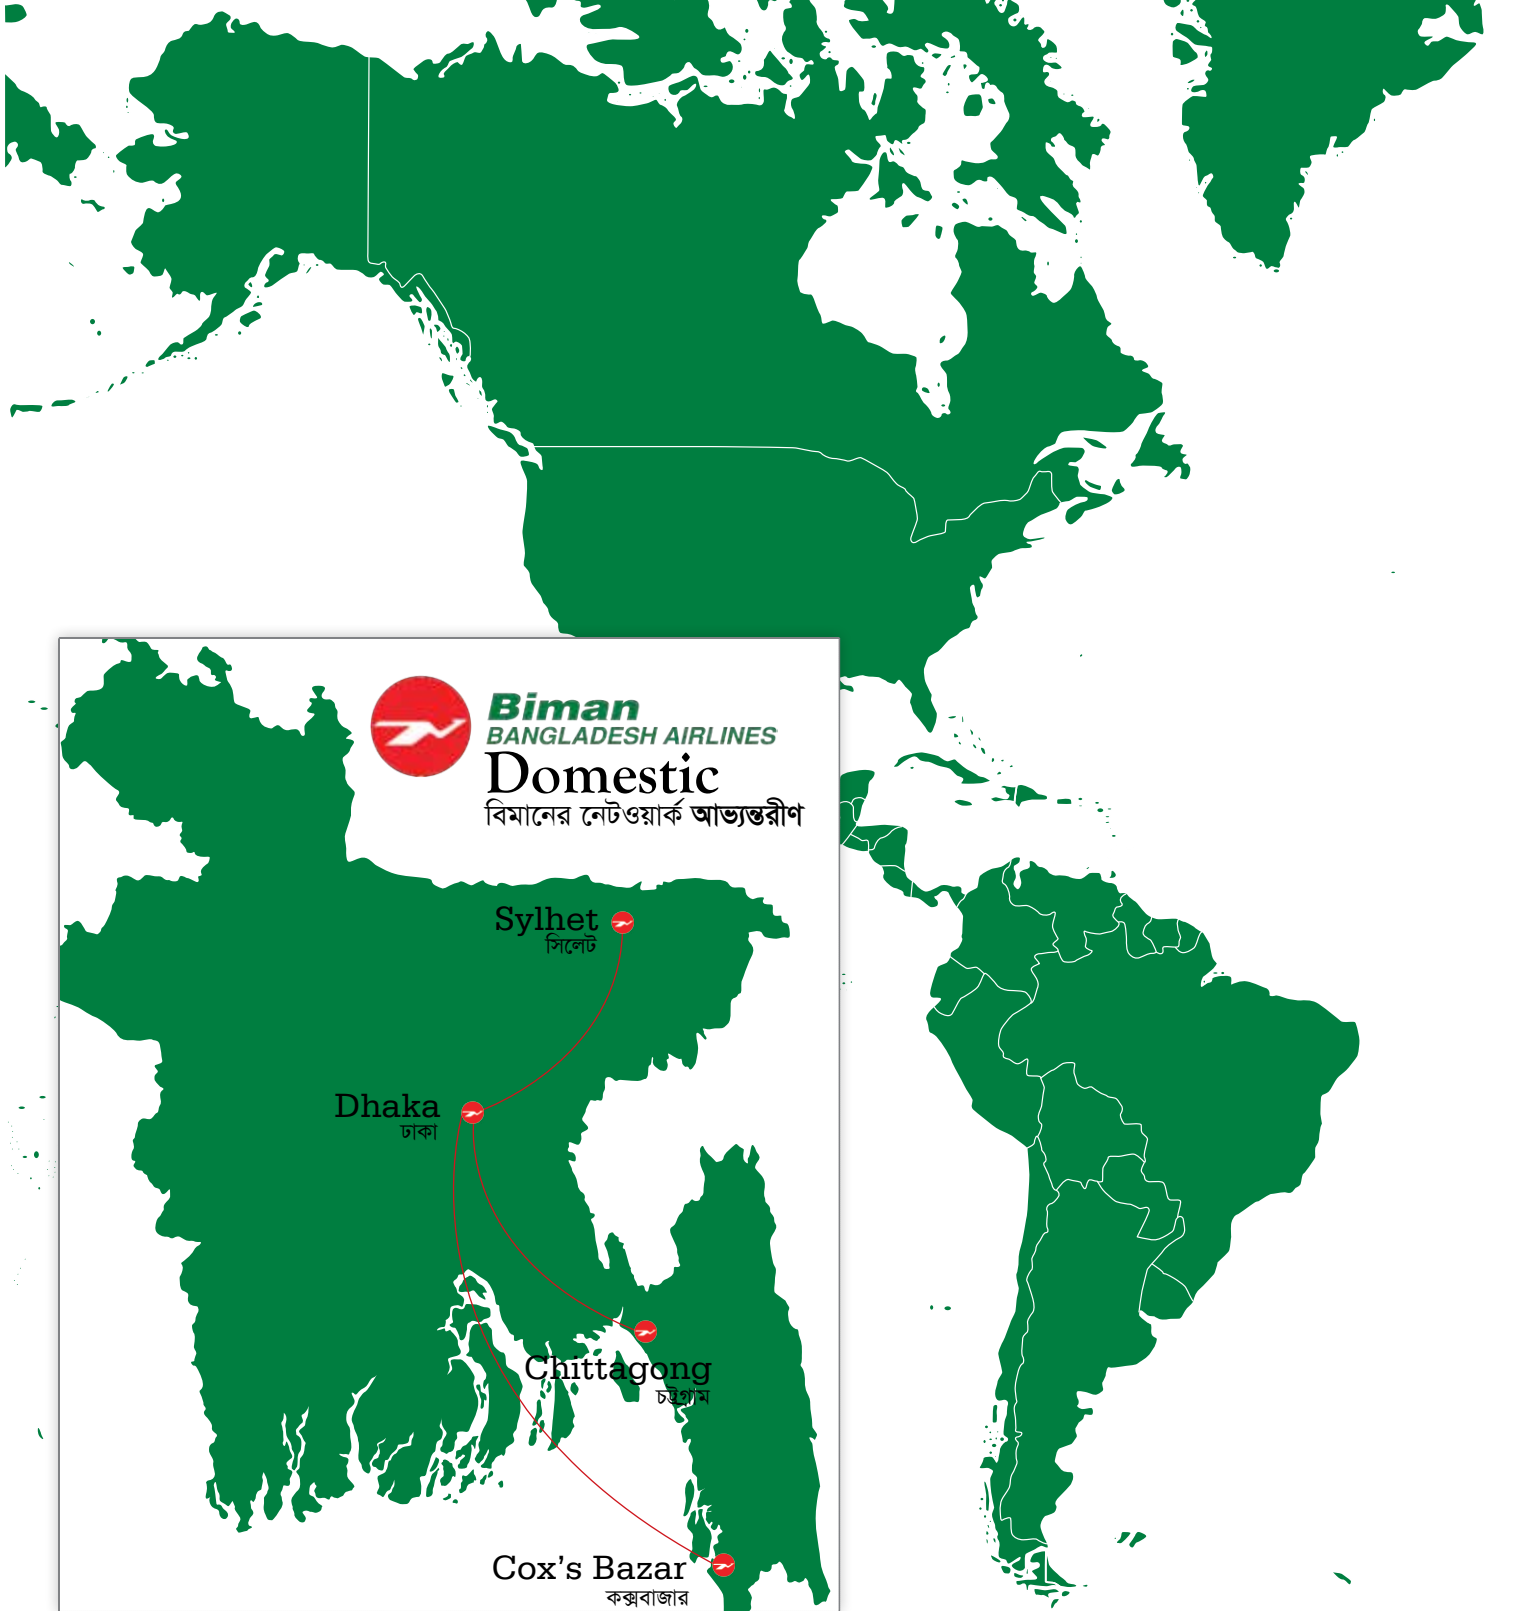 Biman
BANGLADESH AIRLINES
Domestic
বিমানের নেটওয়ার্ক আভ্যন্তরীণ
Sylhet
সিলেট
Dhaka
ঢাকা
Chittagong
চট্টগ্রাম
Cox's Bazar
কক্সবাজার